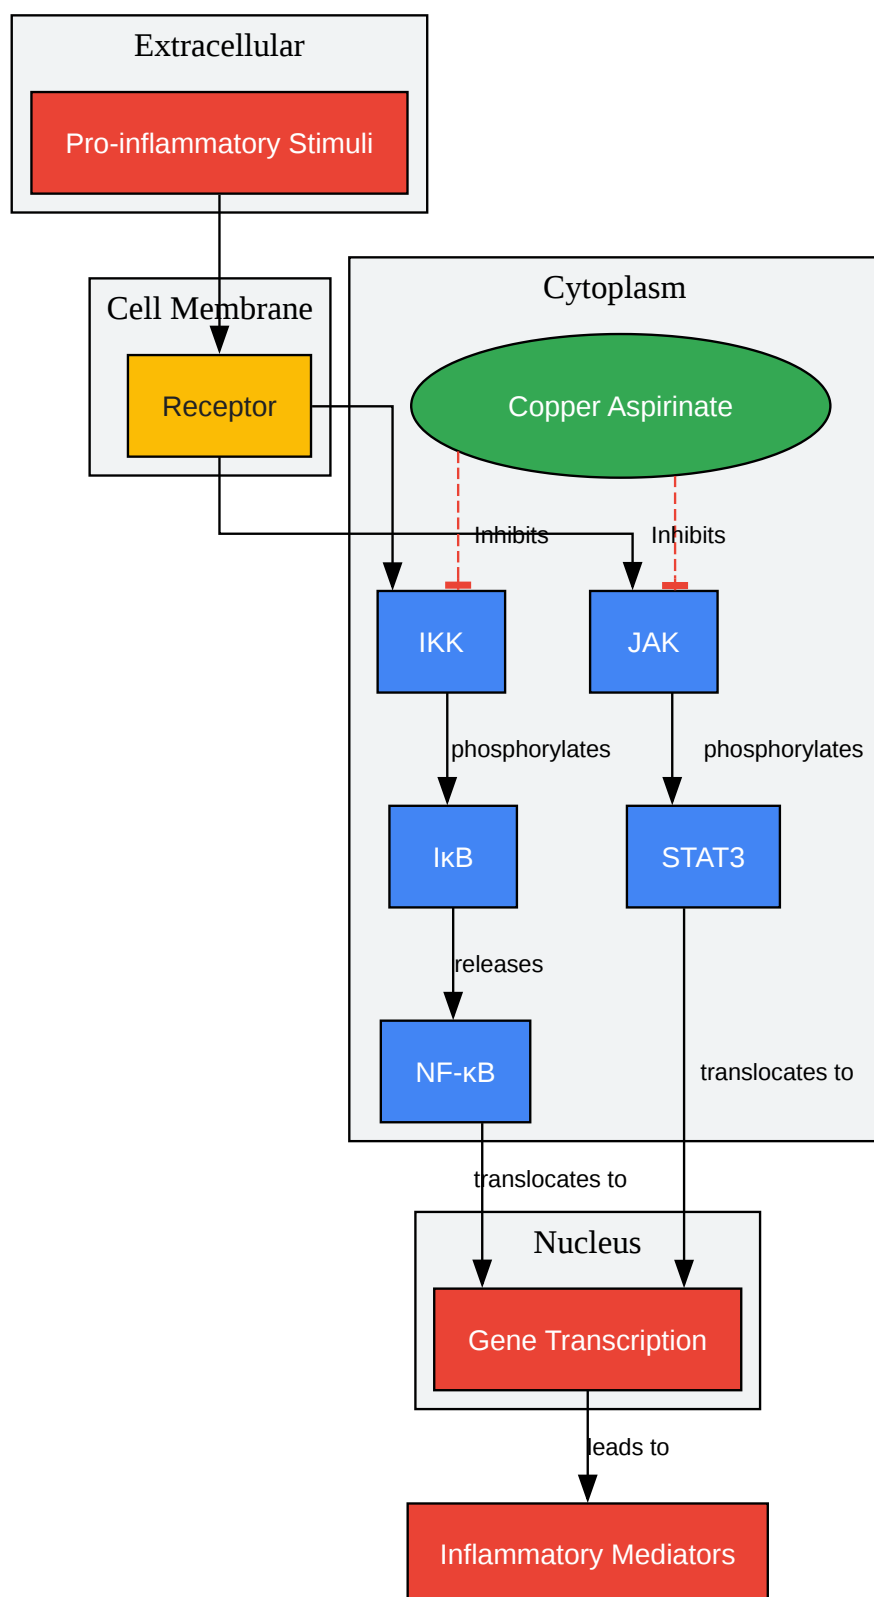 Extracellular
Pro-inflammatory Stimuli
Cell Membrane
Cytoplasm
Receptor
Copper Aspirinate
Inhibits
Inhibits
IKK
JAK
phosphorylates
phosphorylates
IκB
STAT3
releases
NF-κB
translocates to
translocates to
Nucleus
Gene Transcription
leads to
Inflammatory Mediators